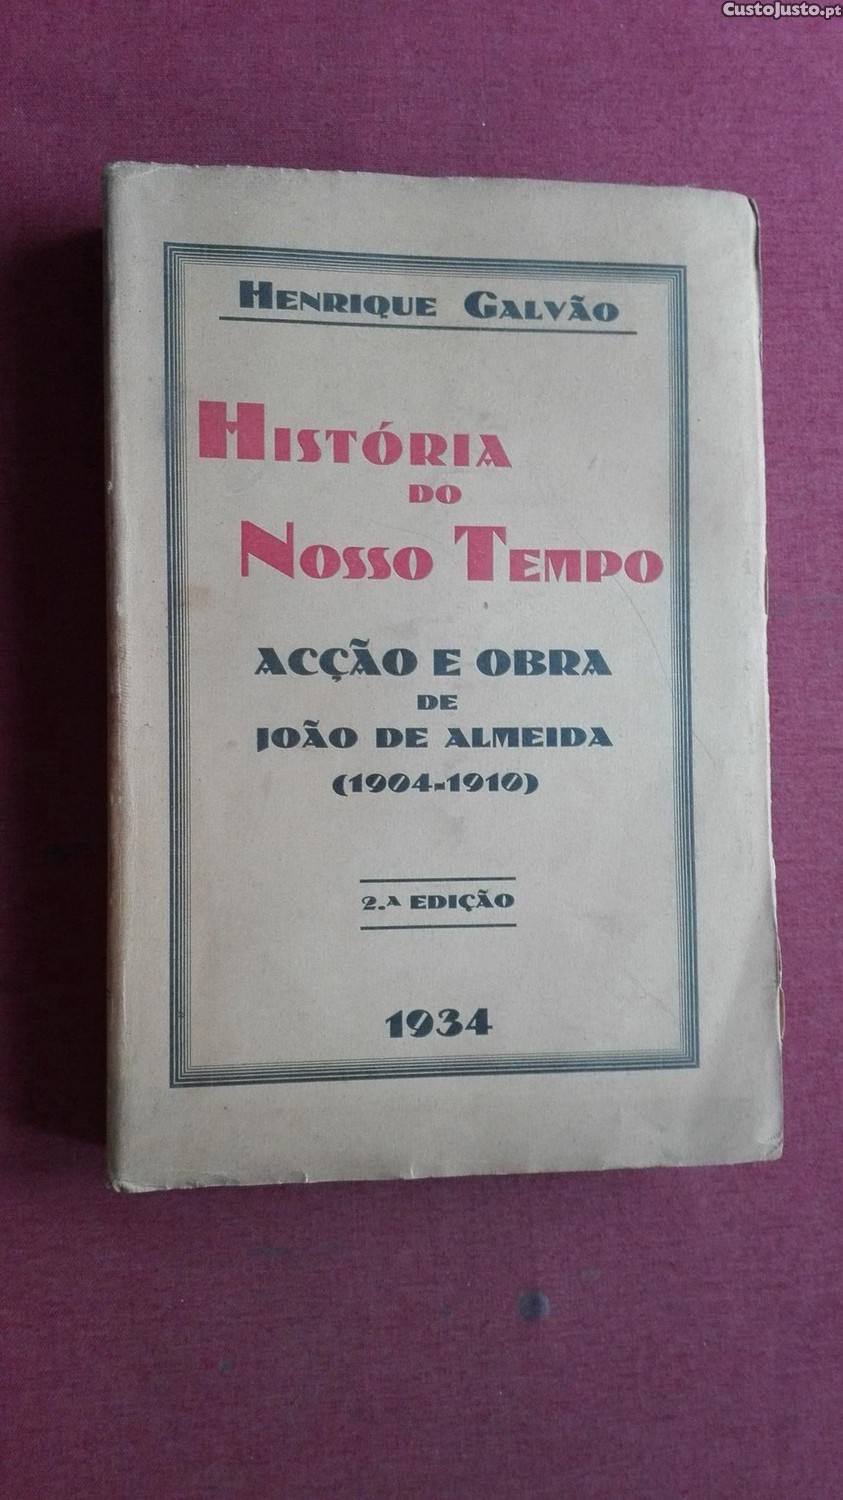 CustoJusto.pt
HENRIQUE GALVÃO
HISTÓRIA
DO
NOSSO TEMPO
ACÇÃO E OBRA
DE
JOÃO DE ALMEIDA
(1904-1910)
2.ª EDIÇÃO
1934